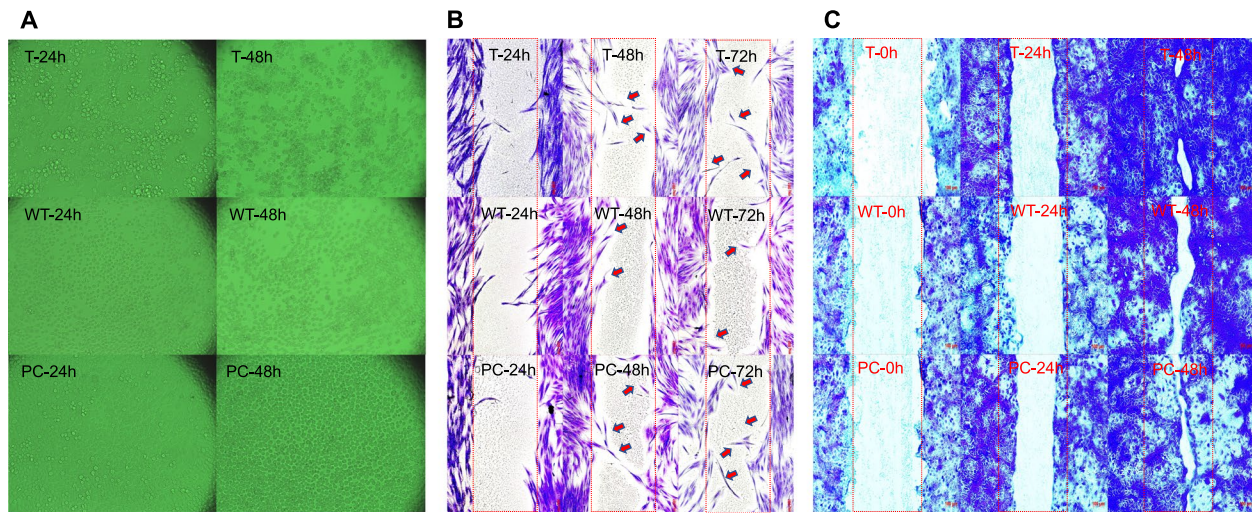 A
B
C
T-24h
T-48h
WT-24h
WT-48h
PC-24h
PC-48h
T-24h
T-48h
T-72h
WT-24h
WT-48h
WT-72h
PC-24h
PC-48h
PC-72h
T-0h
T-24h
T-48h
WT-0h
WT-24h
WT-48h
PC-0h
PC-24h
PC-48h